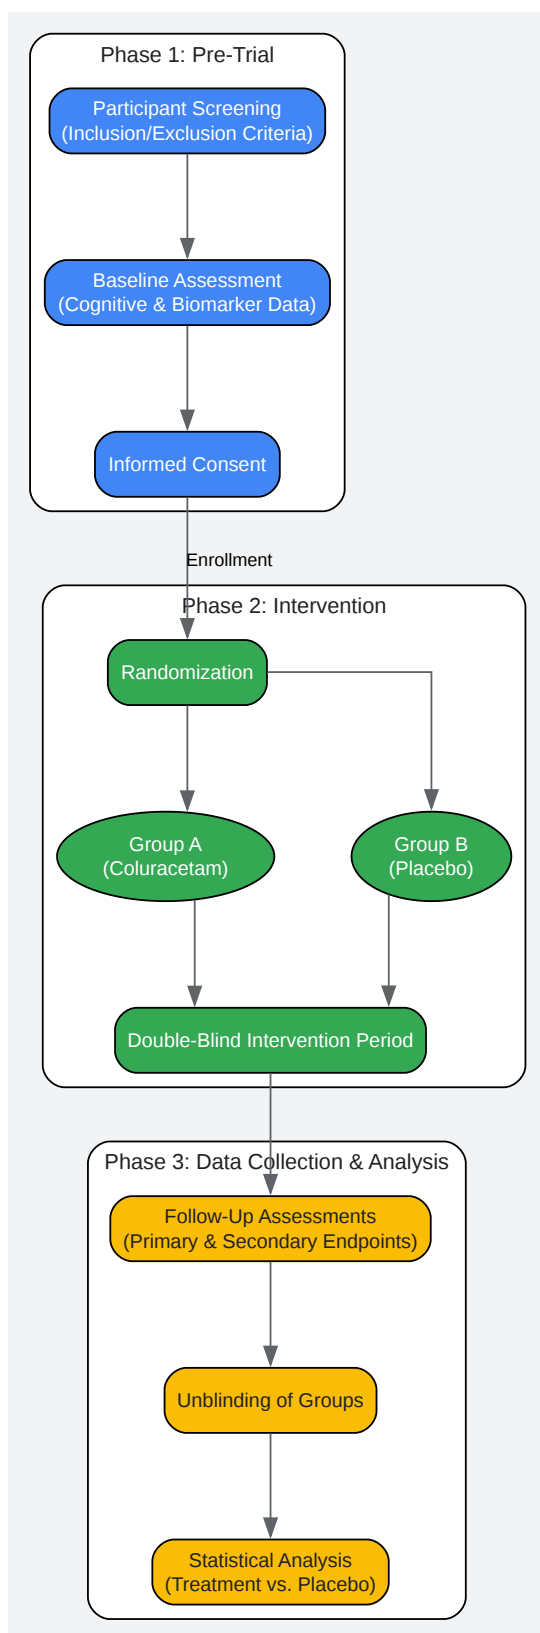 Phase 1: Pre-Trial
Participant Screening
(Inclusion/Exclusion Criteria)
Baseline Assessment
(Cognitive & Biomarker Data)
Informed Consent
Enrollment
Phase 2: Intervention
Randomization
Group A
(Coluracetam)
Group B
(Placebo)
Double-Blind Intervention Period
Phase 3: Data Collection & Analysis
Follow-Up Assessments
(Primary & Secondary Endpoints)
Unblinding of Groups
Statistical Analysis
(Treatment vs. Placebo)